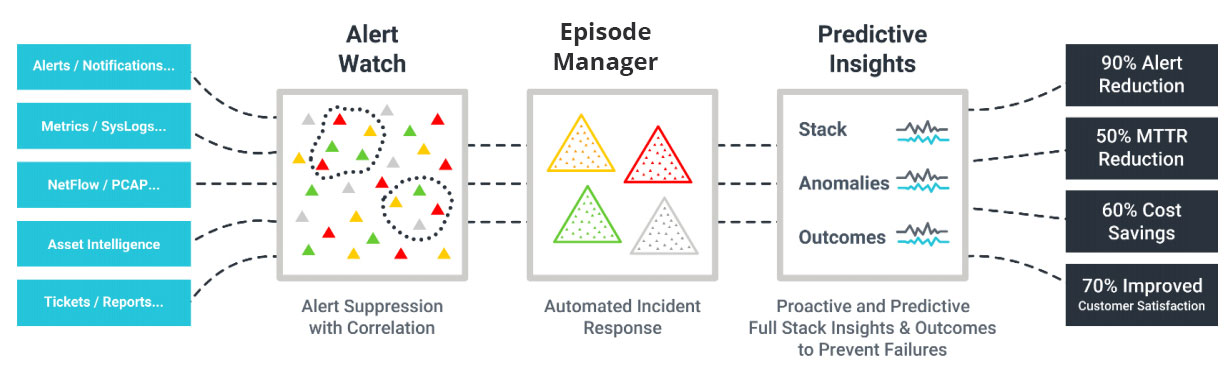 Alerts / Notifications...
Metrics / SysLogs...
NetFlow / PCAP...
Asset Intelligence
Tickets / Reports...
Alert
Watch
Alert Suppression
with Correlation
Episode
Manager
Automated Incident
Response
Predictive
Insights
Stack
Anomalies
Outcomes
Proactive and Predictive
Full Stack Insights & Outcomes
to Prevent Failures
90% Alert
Reduction
50% MTTR
Reduction
60% Cost
Savings
70% Improved
Customer Satisfaction